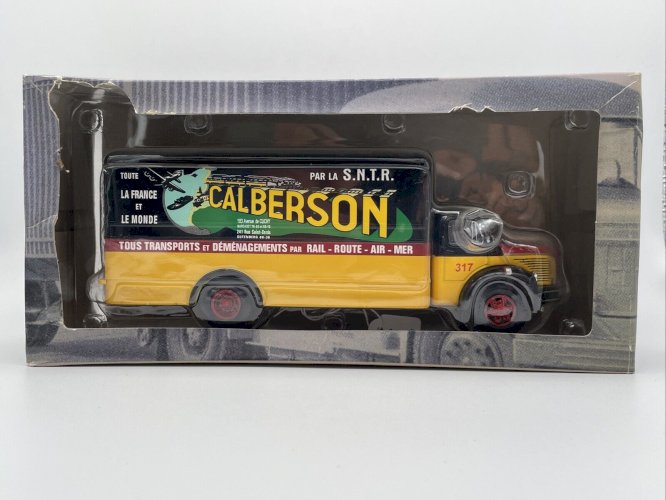 TOUTE
LA FRANCE
ET
LE MONDE
PAR LA S.N.T.R.
CALBERSON
TOUS TRANSPORTS ET DÉMÉNAGEMENTS PAR RAIL - ROUTE - AIR - MER
317